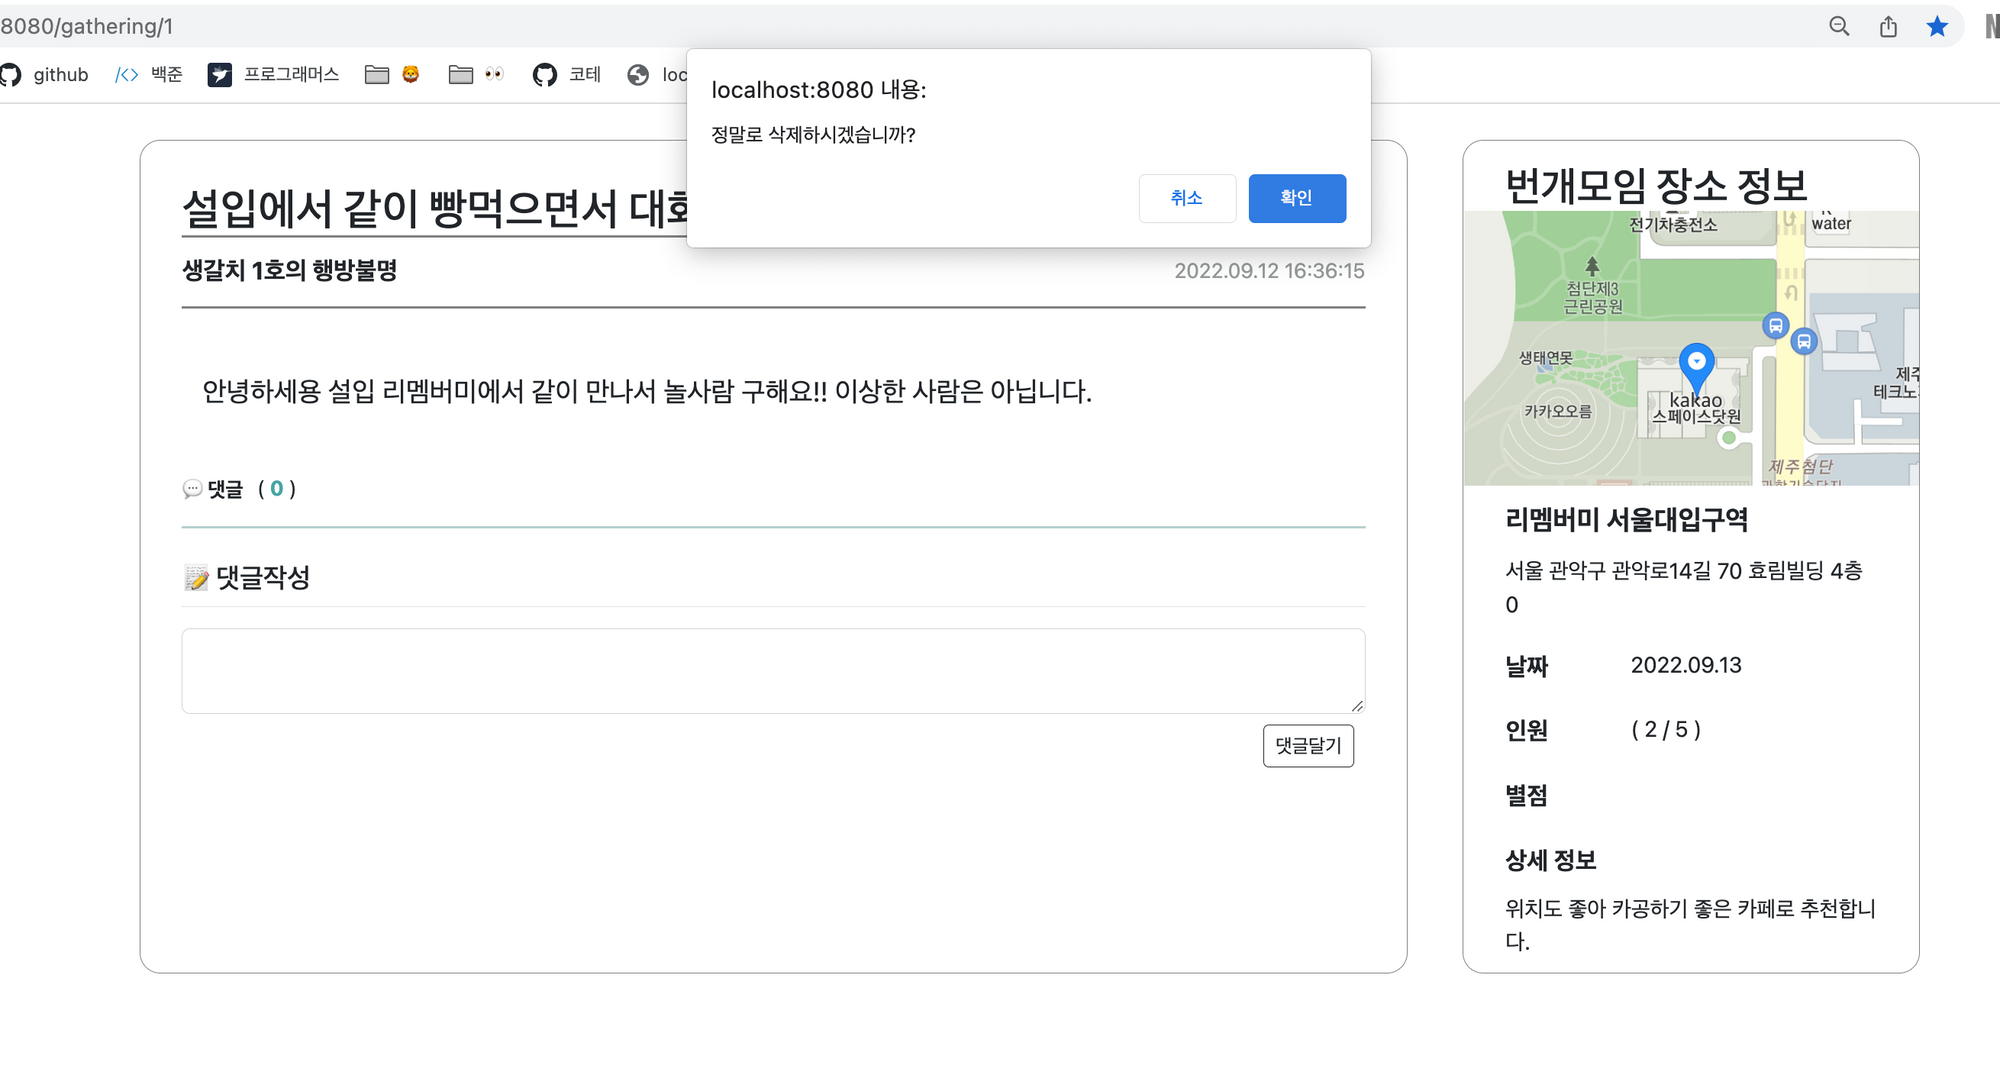 8080/gathering/1
github
백준
프로그래머스
코테
loc
localhost:8080 내용:
정말로 삭제하시겠습니까?
취소
확인
설입에서 같이 빵먹으면서 대화
생갈치 1호의 행방불명
2022.09.12 16:36:15
안녕하세용 설입 리멤버미에서 같이 만나서 놀사람 구해요!! 이상한 사람은 아닙니다.
댓글 ( 0 )
댓글작성
댓글달기
번개모임 장소 정보
전기차충전소
water
첨단제3
근린공원
생태연못
카카오오름
kakao
스페이스닷원
제주
테크노
제주첨단
과학기술단지
리멤버미 서울대입구역
서울 관악구 관악로14길 70 효림빌딩 4층
0
날짜 2022.09.13
인원 ( 2 / 5 )
별점
상세 정보
위치도 좋아 카공하기 좋은 카페로 추천합니
다.